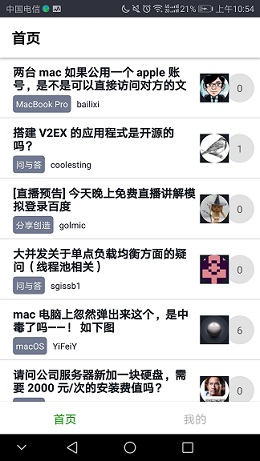 中国电信 上午10:54
首页
两台 mac 如果公用一个 apple 账
号，是不是可以直接访问对方的文
MacBook Pro bailixi 0
搭建 V2EX 的应用程式是开源的
吗？
问与答 coolesting 1
[直播预告] 今天晚上免费直播讲解模
拟登录百度
分享创造 golmic 0
大并发关于单点负载均衡方面的疑
问（线程池相关）
问与答 sgissb1 0
mac 电脑上忽然弹出来这个，是中
毒了吗——！ 如下图
macOS YiFeiY 6
请问公司服务器新加一块硬盘，需
要 2000 元/次的安装费值吗？
0
首页 我的